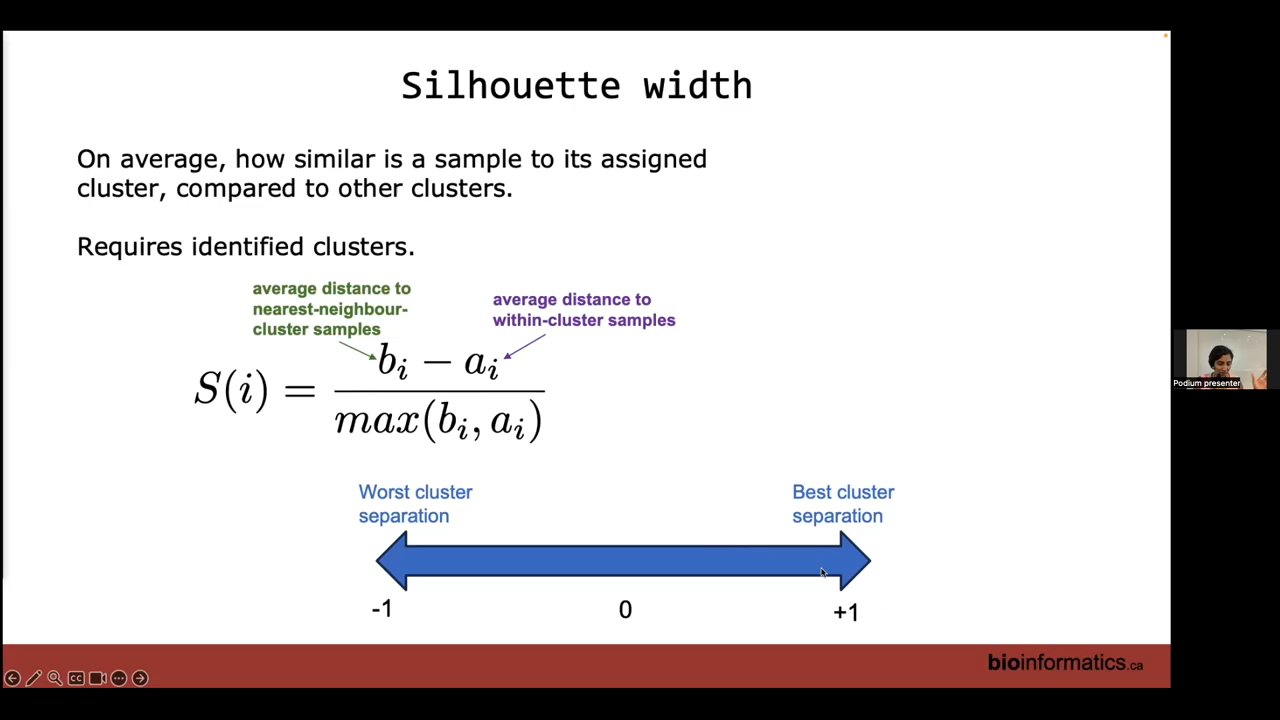 Silhouette width
On average, how similar is a sample to its assigned
cluster, compared to other clusters.
Requires identified clusters.
average distance to
nearest-neighbour-
cluster samples
average distance to
within-cluster samples
S(i) = \frac{b_i - a_i}{max(b_i, a_i)}
Worst cluster
separation
Best cluster
separation
-1
0
+1
bioinformatics.ca
CC
Podium presenter